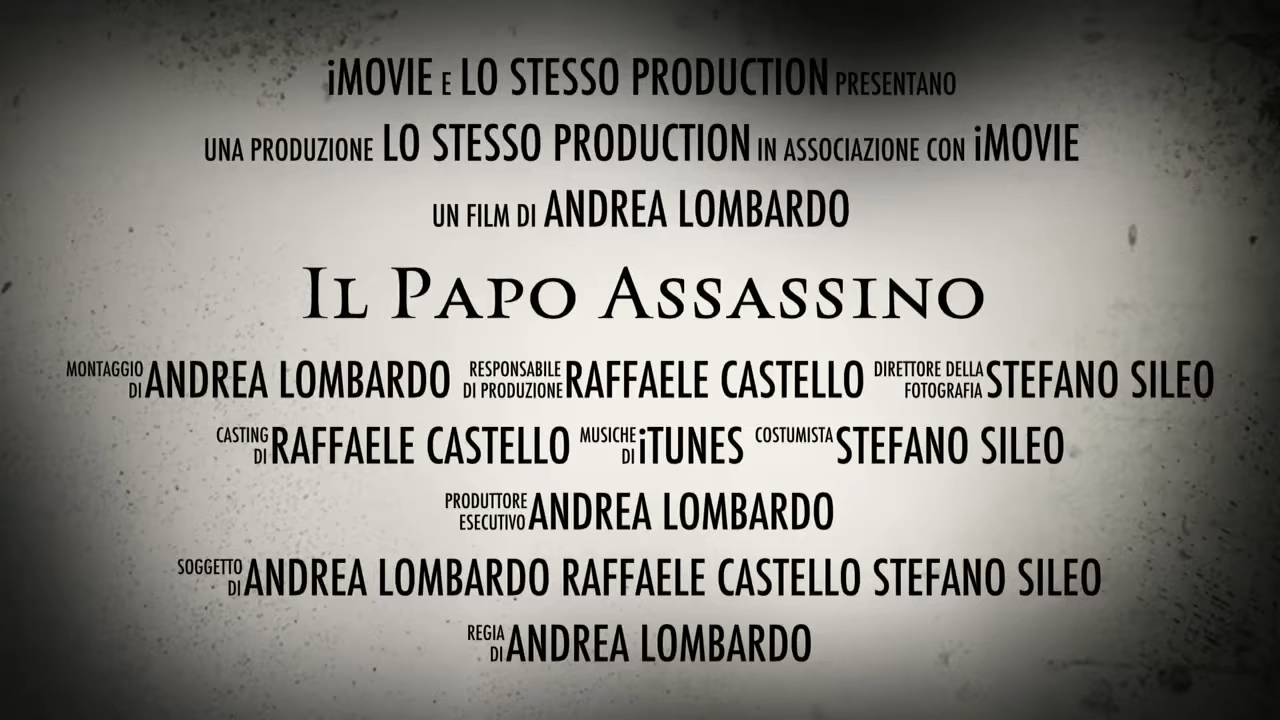 iMOVIE E LO STESSO PRODUCTION PRESENTANO
UNA PRODUZIONE LO STESSO PRODUCTION IN ASSOCIAZIONE CON iMOVIE
UN FILM DI ANDREA LOMBARDO
IL PAPO ASSASSINO
MONTAGGIO DI ANDREA LOMBARDO RESPONSABILE DI PRODUZIONE RAFFAELE CASTELLO DIRETTORE DELLA FOTOGRAFIA STEFANO SILEO
CASTING DI RAFFAELE CASTELLO MUSICHE DI iTUNES COSTUMISTA STEFANO SILEO
PRODUTTORE ESECUTIVO ANDREA LOMBARDO
SOGGETTO DI ANDREA LOMBARDO RAFFAELE CASTELLO STEFANO SILEO
REGIA DI ANDREA LOMBARDO